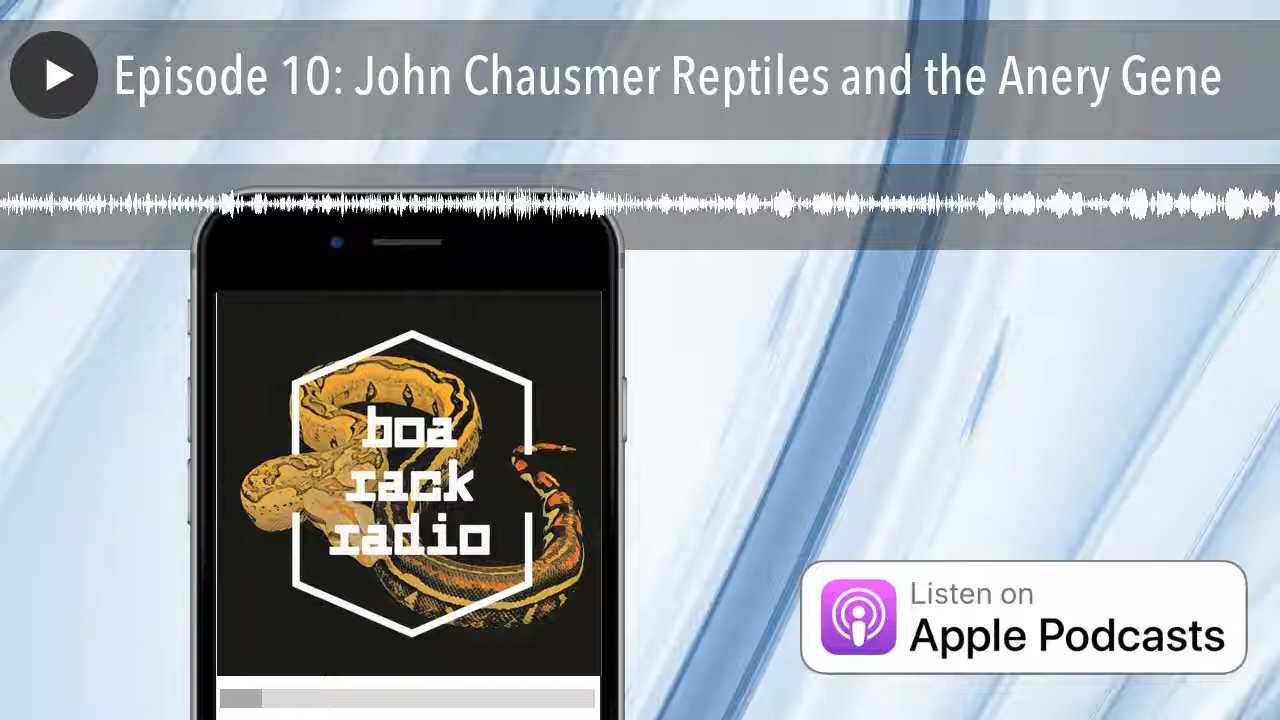 Episode 10: John Chausmer Reptiles and the Anery Gene
boa
rack
radio
Listen on
Apple Podcasts